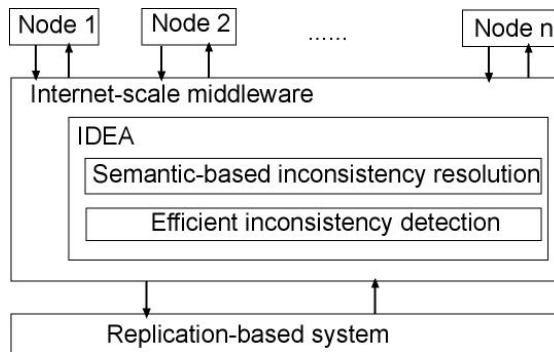 Node 1
Node 2
......
Node n
Internet-scale middleware
IDEA
Semantic-based inconsistency resolution
Efficient inconsistency detection
Replication-based system